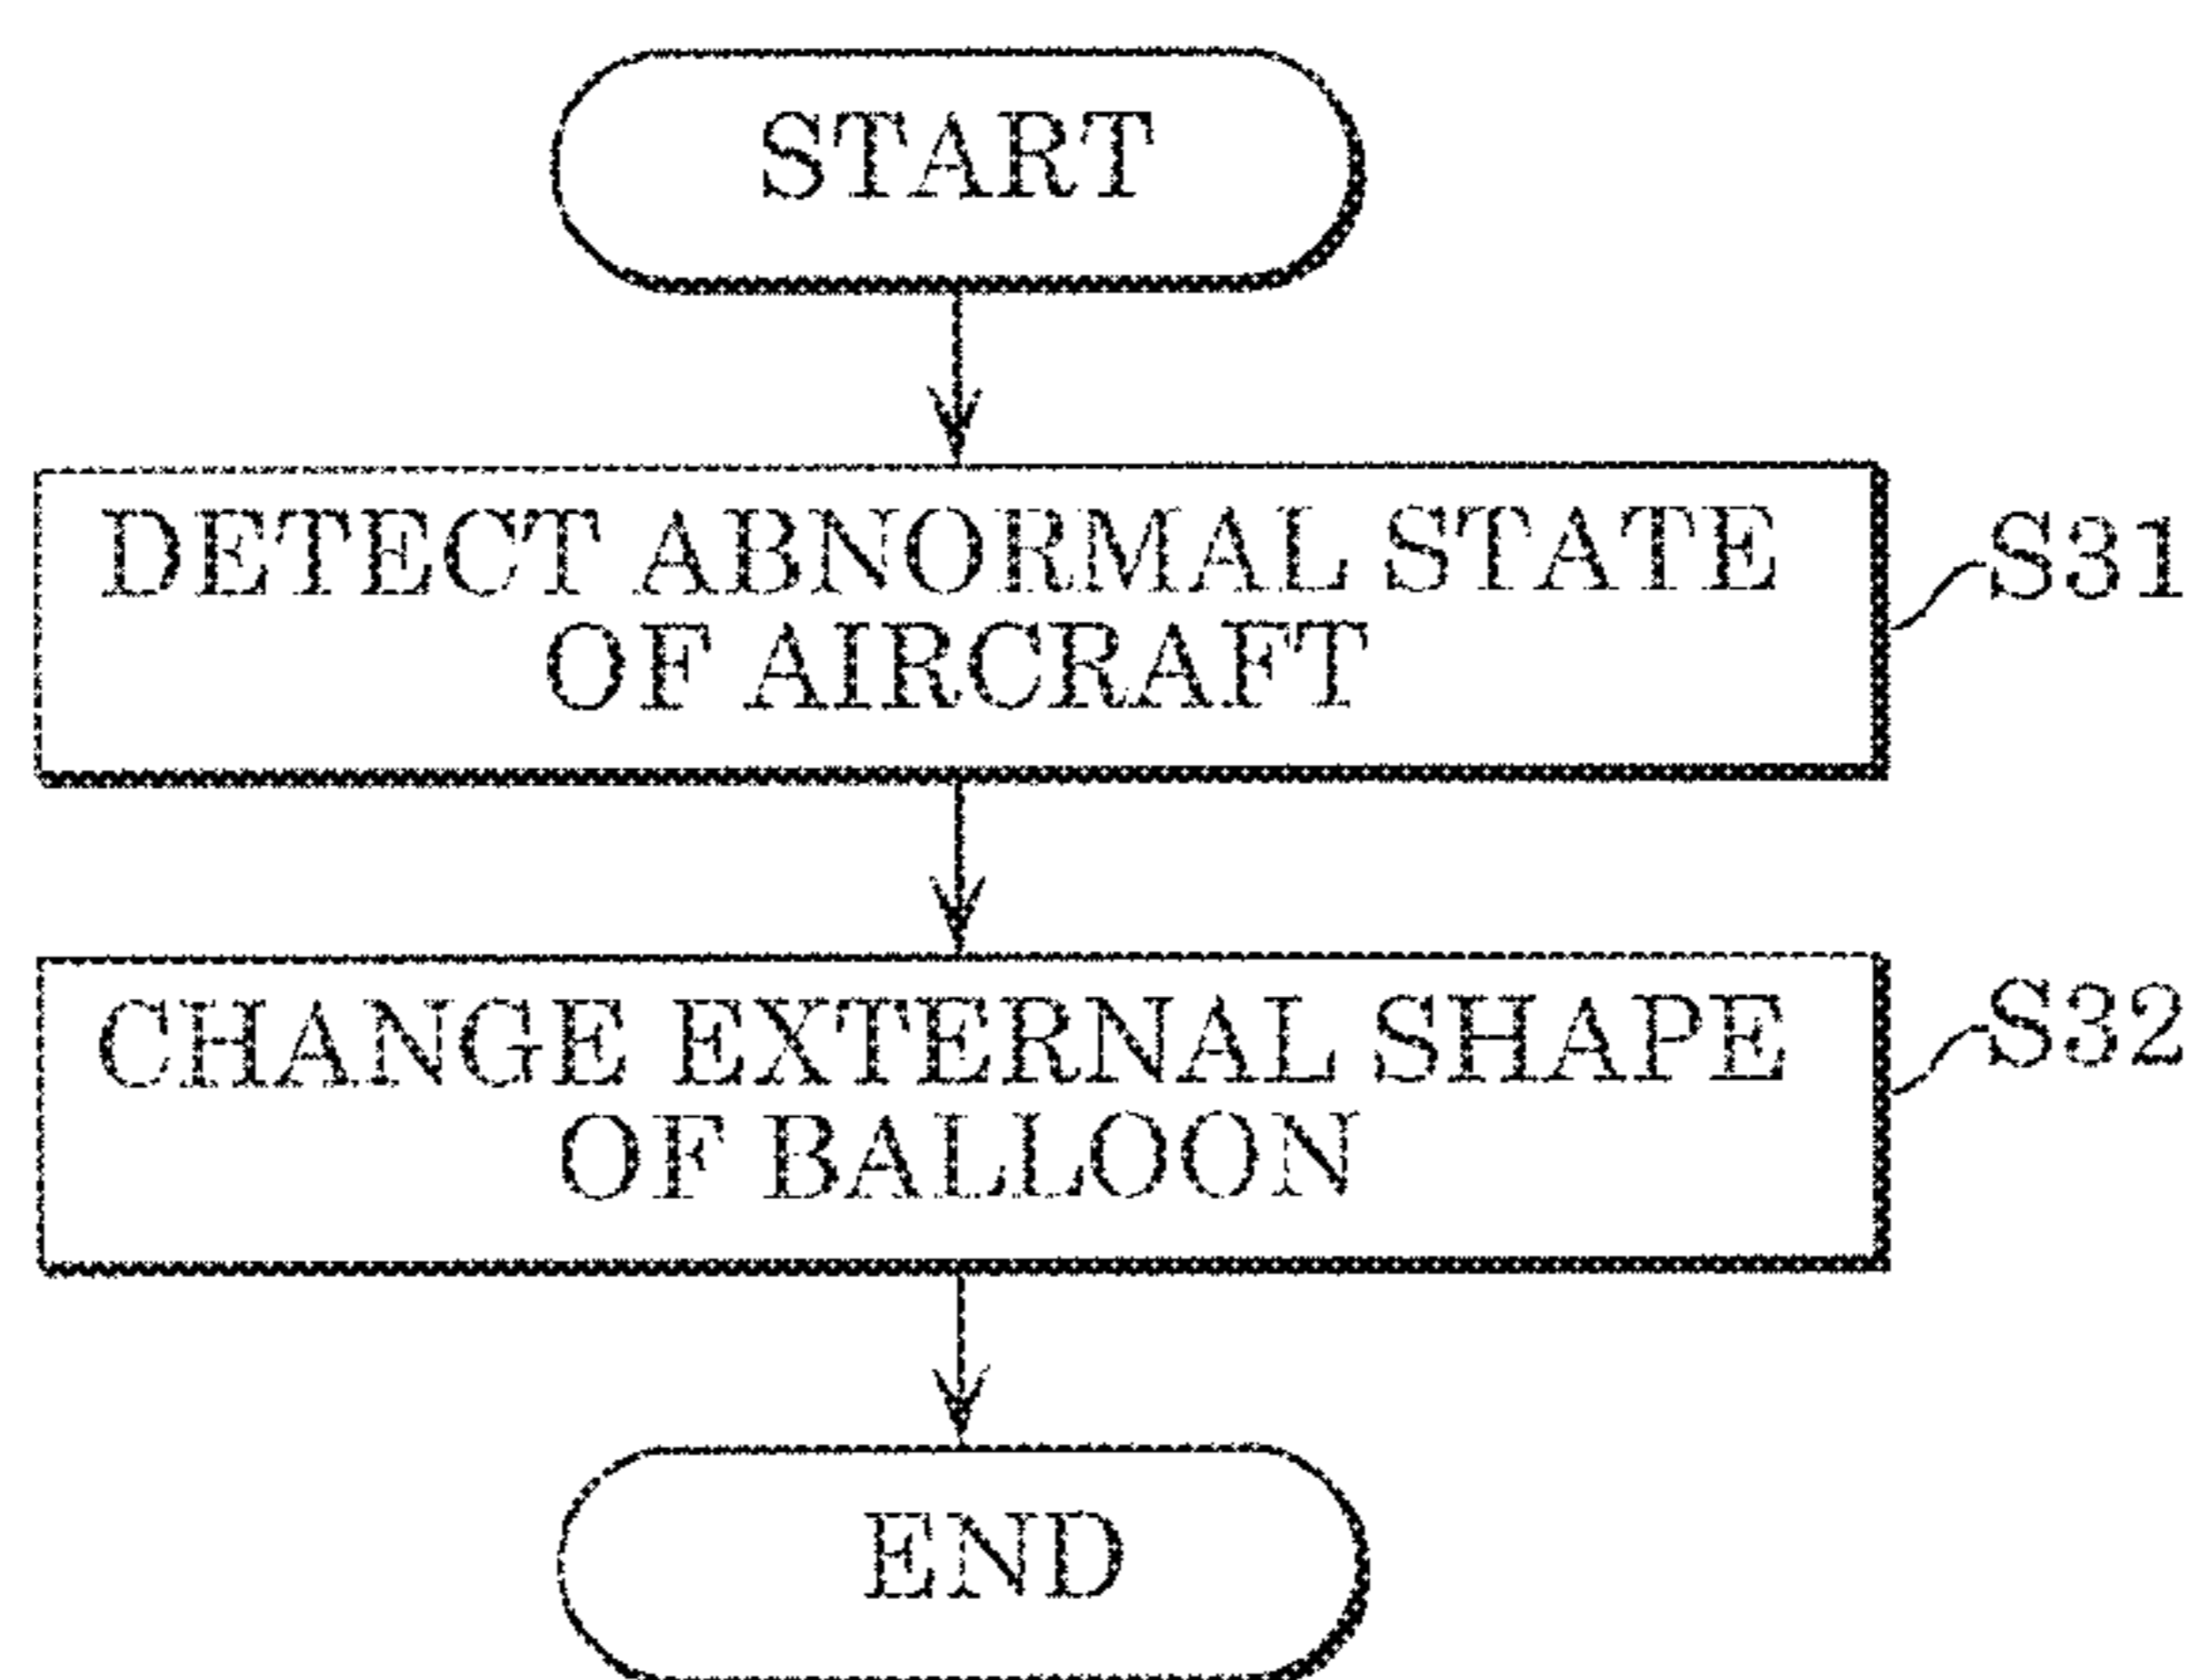 START
DETECT ABNORMAL STATE
OF AIRCRAFT
S31
CHANGE EXTERNAL SHAPE
OF BALLOON
S32
END